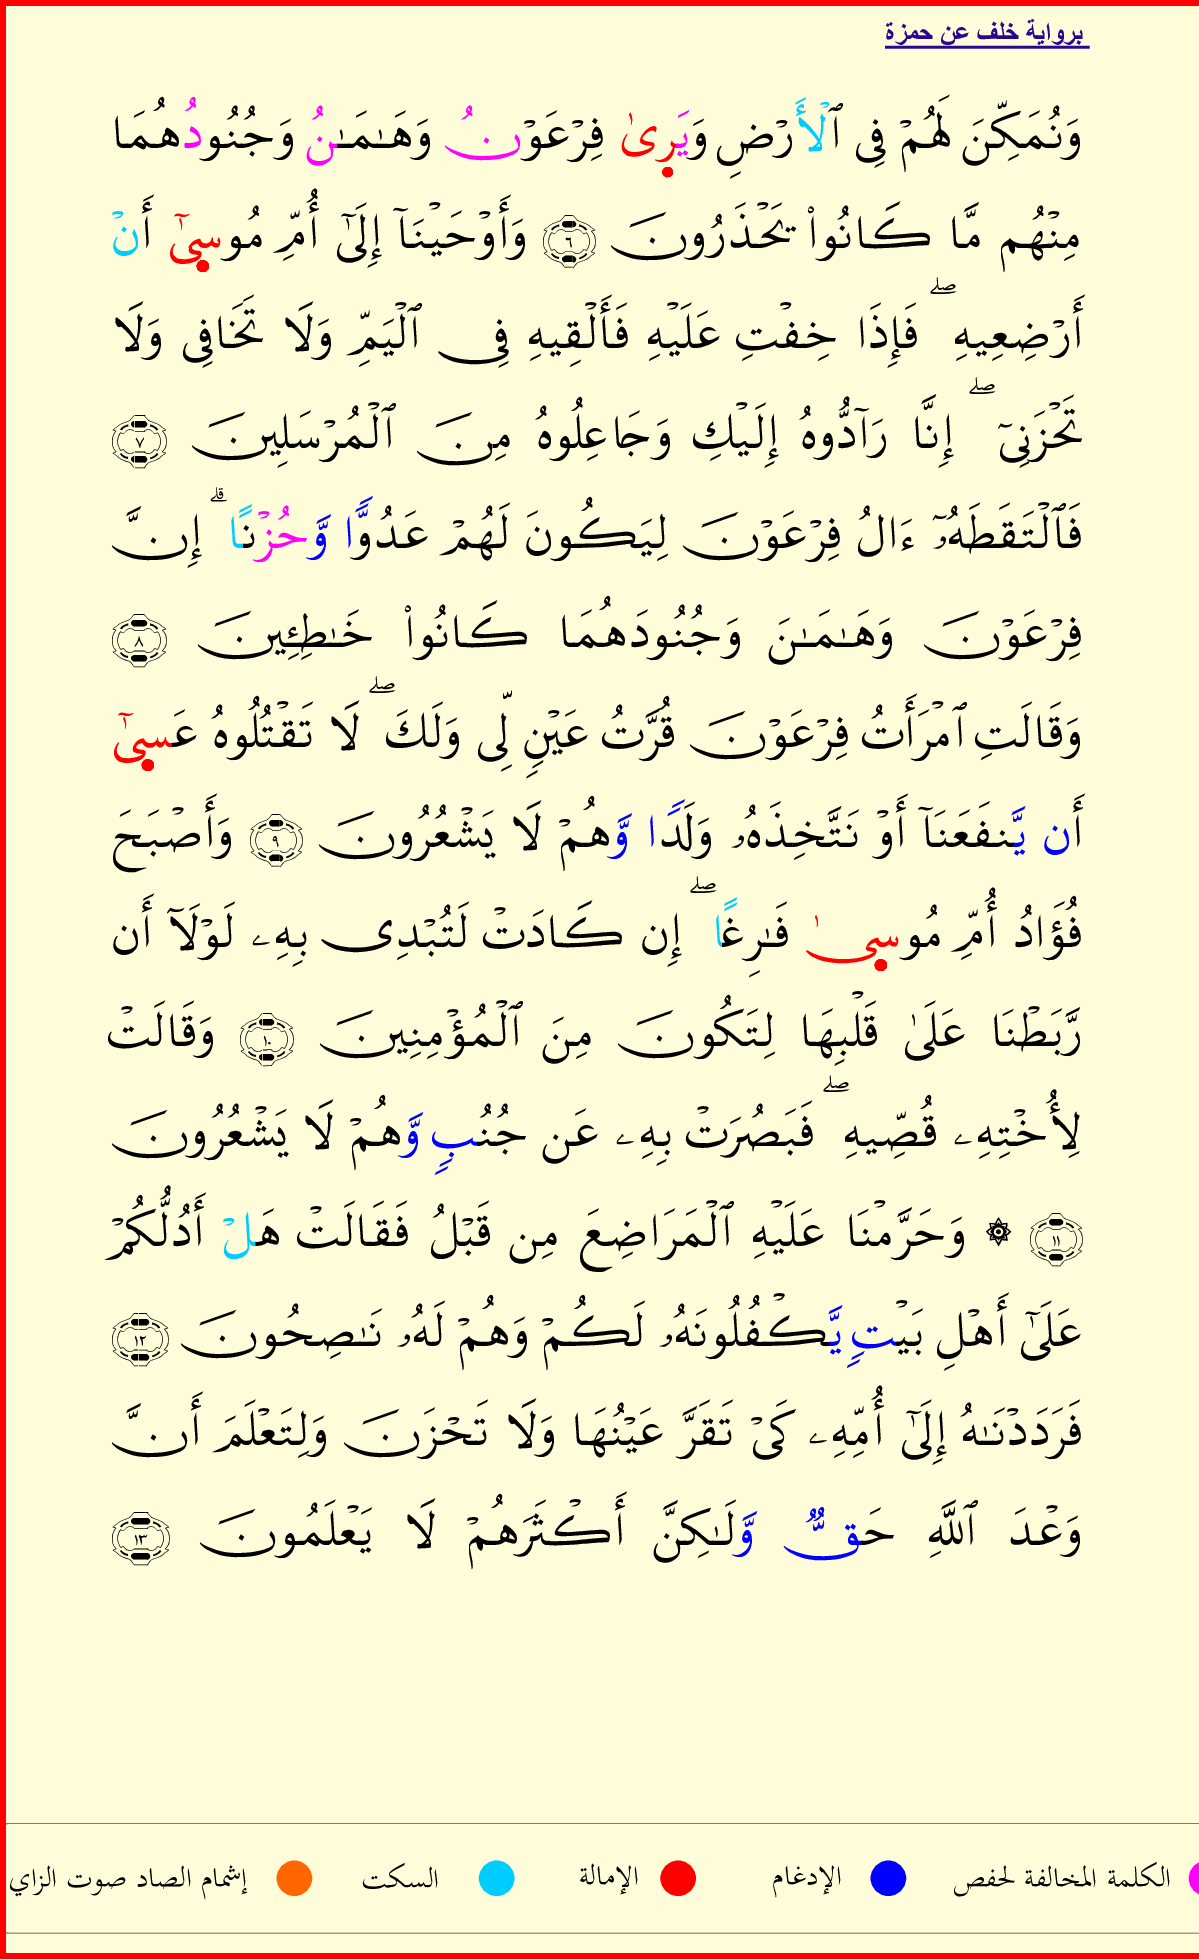 برواية خلف عن حمزة
وَنُمَكِّنَ لَهُمْ فِي ٱلْأَرْضِ وَيَرِىٰ فِرْعَوْنُ وَهَـٰمَـٰنُ وَجُنُودُهُمَا
مِنْهُم مَّا كَانُوا۟ يَحْذَرُونَ ٦ وَأَوْحَيْنَآ إِلَىٰٓ أُمِّ مُوسِىٰٓ أَنْ
أَرْضِعِيهِ ۖ فَإِذَا خِفْتِ عَلَيْهِ فَأَلْقِيهِ فِى ٱلْيَمِّ وَلَا تَخَافِى وَلَا
تَحْزَنِىٓ ۖ إِنَّا رَآدُّوهُ إِلَيْكِ وَجَاعِلُوهُ مِنَ ٱلْمُرْسَلِينَ ٧
فَٱلْتَقَطَهُۥٓ ءَالُ فِرْعَوْنَ لِيَكُونَ لَهُمْ عَدُوًّا وَّحُزْنًا ۗ إِنَّ
فِرْعَوْنَ وَهَـٰمَـٰنَ وَجُنُودَهُمَا كَانُوا۟ خَـٰطِـِٔينَ ٨
وَقَالَتِ ٱمْرَأَتُ فِرْعَوْنَ قُرَّتُ عَيْنٍ لِّى وَلَكَ ۖ لَا تَقْتُلُوهُ عَسِىٰٓ
أَن يَّنفَعَنَآ أَوْ نَتَّخِذَهُۥ وَلَدًا وَّهُمْ لَا يَشْعُرُونَ ٩ وَأَصْبَحَ
فُؤَادُ أُمِّ مُوسِىٰ فَـٰرِغًا ۖ إِن كَادَتْ لَتُبْدِى بِهِۦ لَوْلَآ أَن
رَّبَطْنَا عَلَىٰ قَلْبِهَا لِتَكُونَ مِنَ ٱلْمُؤْمِنِينَ ١٠ وَقَالَتْ
لِأُخْتِهِۦ قُصِّيهِ ۖ فَبَصُرَتْ بِهِۦ عَن جُنُبٍ وَّهُمْ لَا يَشْعُرُونَ
١١ ۞ وَحَرَّمْنَا عَلَيْهِ ٱلْمَرَاضِعَ مِن قَبْلُ فَقَالَتْ هَلْ أَدُلُّكُمْ
عَلَىٰٓ أَهْلِ بَيْتٍ يَّكْفُلُونَهُۥ لَكُمْ وَهُمْ لَهُۥ نَـٰصِحُونَ ١٢
فَرَدَدْنَـٰهُ إِلَىٰٓ أُمِّهِۦ كَىْ تَقَرَّ عَيْنُهَا وَلَا تَحْزَنَ وَلِتَعْلَمَ أَنَّ
وَعْدَ ٱللَّهِ حَقٌّ وَّلَـٰكِنَّ أَكْثَرَهُمْ لَا يَعْلَمُونَ ١٣
الكلمة المخالفة لحفص الإدغام الإمالة السكت إشمام الصاد صوت الزاي